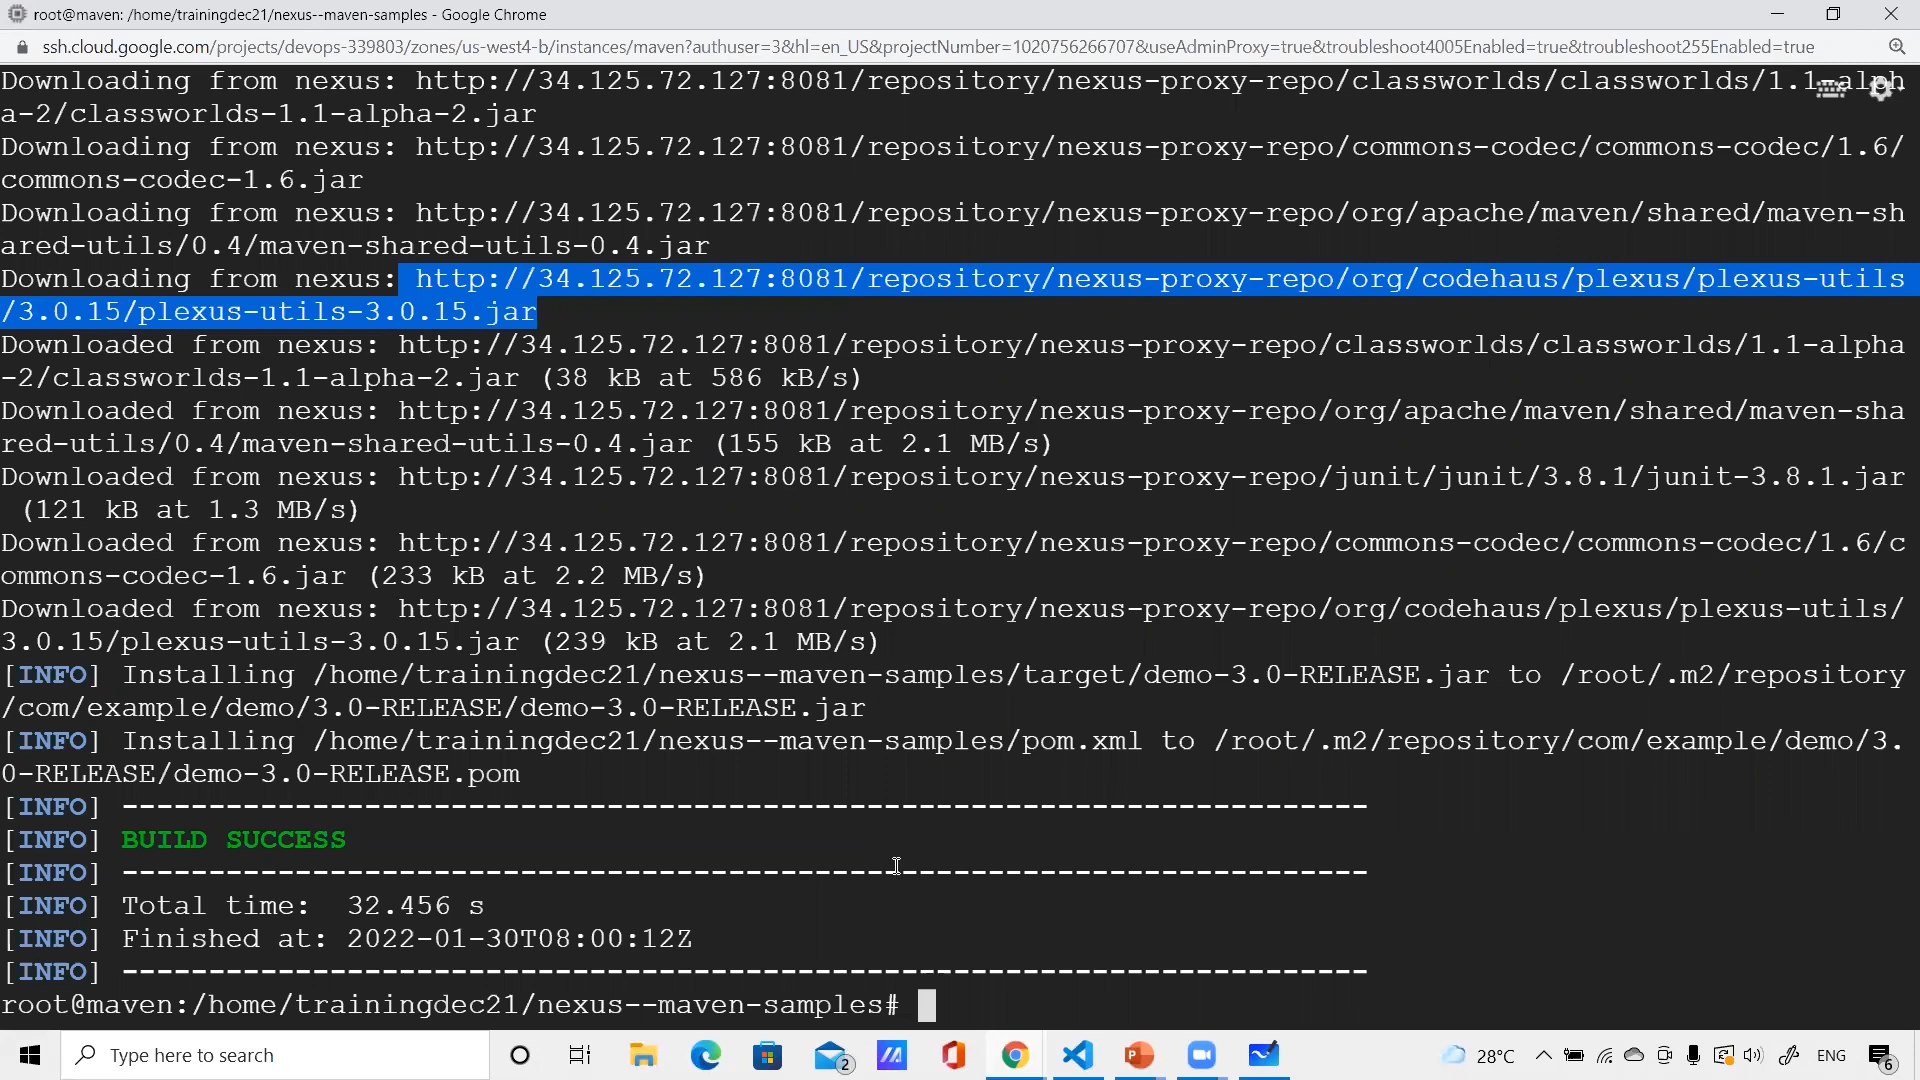 root@maven: /home/trainingdec21/nexus--maven-samples - Google Chrome
ssh.cloud.google.com/projects/devops-339803/zones/us-west4-b/instances/maven?authuser=3&hl=en_US&projectNumber=1020756266707&useAdminProxy=true&troubleshoot4005Enabled=true&troubleshoot255Enabled=true
Downloading from nexus: http://34.125.72.127:8081/repository/nexus-proxy-repo/classworlds/classworlds/1.1-alph
a-2/classworlds-1.1-alpha-2.jar
Downloading from nexus: http://34.125.72.127:8081/repository/nexus-proxy-repo/commons-codec/commons-codec/1.6/
commons-codec-1.6.jar
Downloading from nexus: http://34.125.72.127:8081/repository/nexus-proxy-repo/org/apache/maven/shared/maven-sh
ared-utils/0.4/maven-shared-utils-0.4.jar
Downloading from nexus: http://34.125.72.127:8081/repository/nexus-proxy-repo/org/codehaus/plexus/plexus-utils
/3.0.15/plexus-utils-3.0.15.jar
Downloaded from nexus: http://34.125.72.127:8081/repository/nexus-proxy-repo/classworlds/classworlds/1.1-alpha
-2/classworlds-1.1-alpha-2.jar (38 kB at 586 kB/s)
Downloaded from nexus: http://34.125.72.127:8081/repository/nexus-proxy-repo/org/apache/maven/shared/maven-sha
red-utils/0.4/maven-shared-utils-0.4.jar (155 kB at 2.1 MB/s)
Downloaded from nexus: http://34.125.72.127:8081/repository/nexus-proxy-repo/junit/junit/3.8.1/junit-3.8.1.jar
(121 kB at 1.3 MB/s)
Downloaded from nexus: http://34.125.72.127:8081/repository/nexus-proxy-repo/commons-codec/commons-codec/1.6/c
ommons-codec-1.6.jar (233 kB at 2.2 MB/s)
Downloaded from nexus: http://34.125.72.127:8081/repository/nexus-proxy-repo/org/codehaus/plexus/plexus-utils/
3.0.15/plexus-utils-3.0.15.jar (239 kB at 2.1 MB/s)
[INFO] Installing /home/trainingdec21/nexus--maven-samples/target/demo-3.0-RELEASE.jar to /root/.m2/repository
/com/example/demo/3.0-RELEASE/demo-3.0-RELEASE.jar
[INFO] Installing /home/trainingdec21/nexus--maven-samples/pom.xml to /root/.m2/repository/com/example/demo/3.
0-RELEASE/demo-3.0-RELEASE.pom
[INFO] ------------------------------------------------------------------------
[INFO] BUILD SUCCESS
[INFO] ------------------------------------------------------------------------
[INFO] Total time:  32.456 s
[INFO] Finished at: 2022-01-30T08:00:12Z
[INFO] ------------------------------------------------------------------------
root@maven:/home/trainingdec21/nexus--maven-samples#
Type here to search
2
28°C
ENG
6